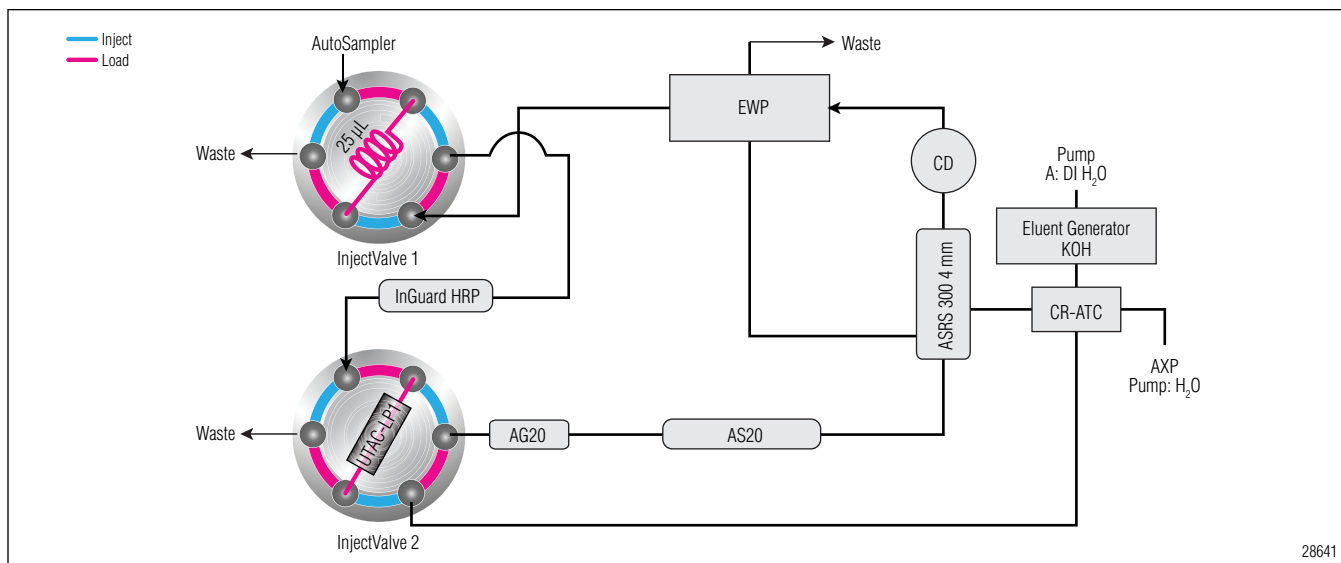 Inject
Load
AutoSampler
Waste
25 µL
InjectValve 1
InGuard HRP
Waste
EWP
CD
Pump
A: DI H₂O
Eluent Generator
KOH
CR-ATC
ASRS 300 4 mm
AXP
Pump: H₂O
Waste
UTAC-LP1
AG20
AS20
InjectValve 2
28641